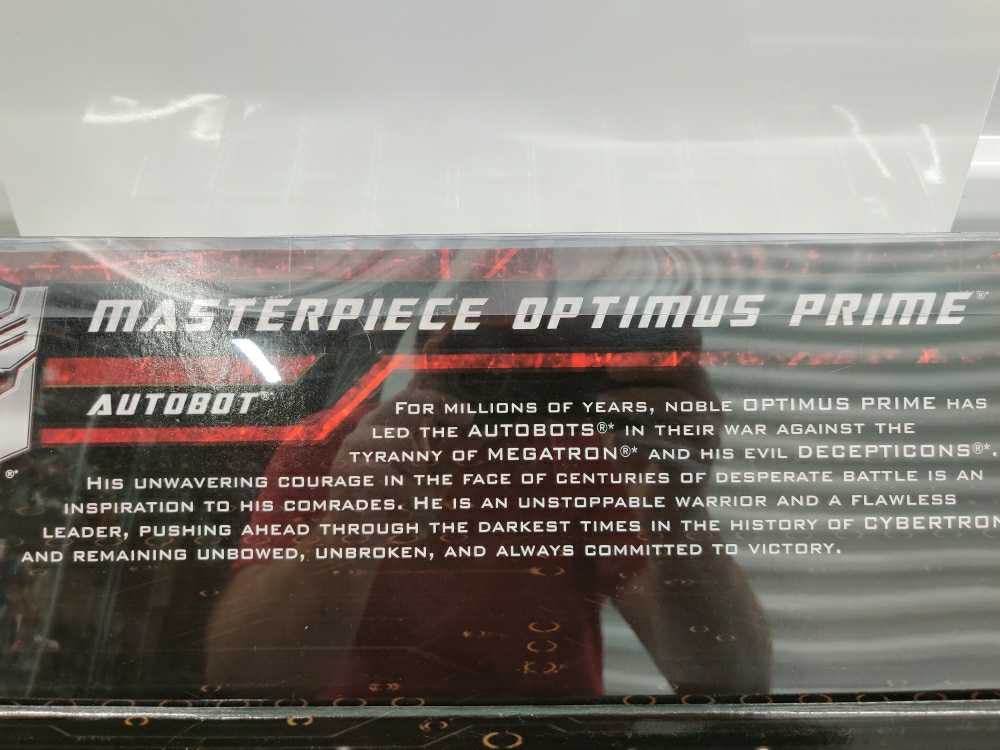 MASTERPIECE OPTIMUS PRIME®*
AUTOBOT
FOR MILLIONS OF YEARS, NOBLE OPTIMUS PRIME HAS
LED THE AUTOBOTS®* IN THEIR WAR AGAINST THE
TYRANNY OF MEGATRON®* AND HIS EVIL DECEPTICONS®*.
HIS UNWAVERING COURAGE IN THE FACE OF CENTURIES OF DESPERATE BATTLE IS AN
INSPIRATION TO HIS COMRADES. HE IS AN UNSTOPPABLE WARRIOR AND A FLAWLESS
LEADER, PUSHING AHEAD THROUGH THE DARKEST TIMES IN THE HISTORY OF CYBERTRON
AND REMAINING UNBOWED, UNBROKEN, AND ALWAYS COMMITTED TO VICTORY.
®*